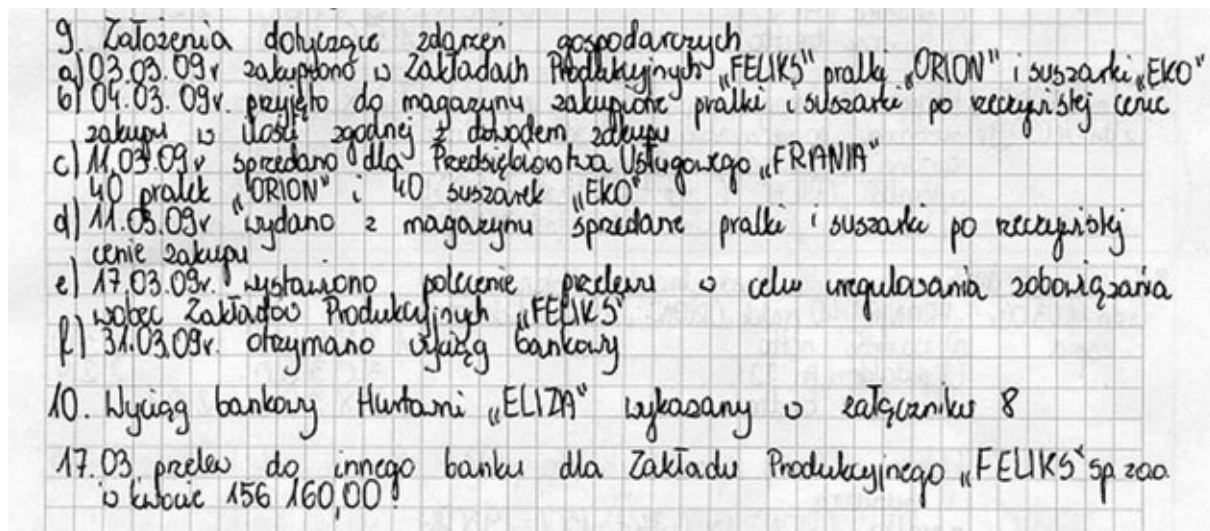 9. Założenia dotyczące zdarzeń gospodarczych
a) 03.03.09r zakupiono w Zakładach Produkcyjnych „FELIKS" pralki „ORION" i suszarki „EKO"
b) 04.03.09r. przyjęto do magazynu zakupione pralki i suszarki po rzeczywistej cenie
zakupu w ilości zgodnej z dowodem zakupu
c) 11.03.09r sprzedano dla Przedsiębiorstwa Usługowego „FRANIA"
40 pralek „ORION" i 40 suszarek „EKO"
d) 11.03.09r wydano z magazynu sprzedane pralki i suszarki po rzeczywistej
cenie zakupu
e) 17.03.09r. wystawiono polecenie przelewu w celu uregulowania zobowiązania
wobec Zakładów Produkcyjnych „FELIKS"
f) 31.03.09r. otrzymano wyciąg bankowy
10. Wyciąg bankowy Hurtowni „ELIZA" wykazany w załączniku 8
17.03 przelew do innego banku dla Zakładu Produkcyjnego „FELIKS" Sp. zoo.
w kwocie 156 160,00